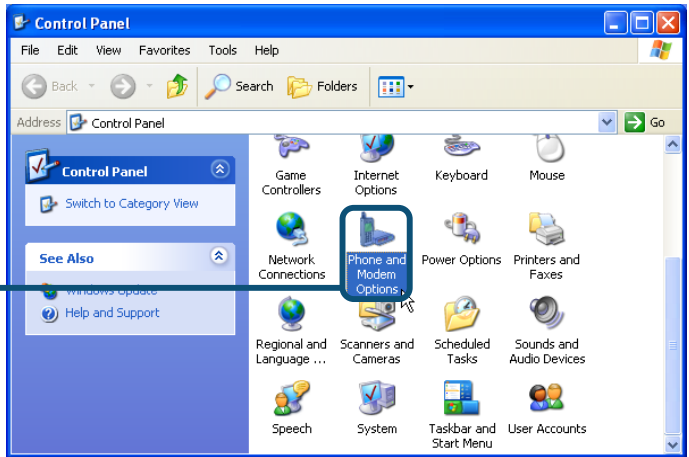 Control Panel
File Edit View Favorites Tools Help
Back Search Folders
Address Control Panel Go
Control Panel
Switch to Category View
See Also
Windows Update
Help and Support
Game
Controllers
Internet
Options
Keyboard
Mouse
Network
Connections
Phone and
Modem
Options
Power Options
Printers and
Faxes
Regional and
Language ...
Scanners and
Cameras
Scheduled
Tasks
Sounds and
Audio Devices
Speech
System
Taskbar and
Start Menu
User Accounts